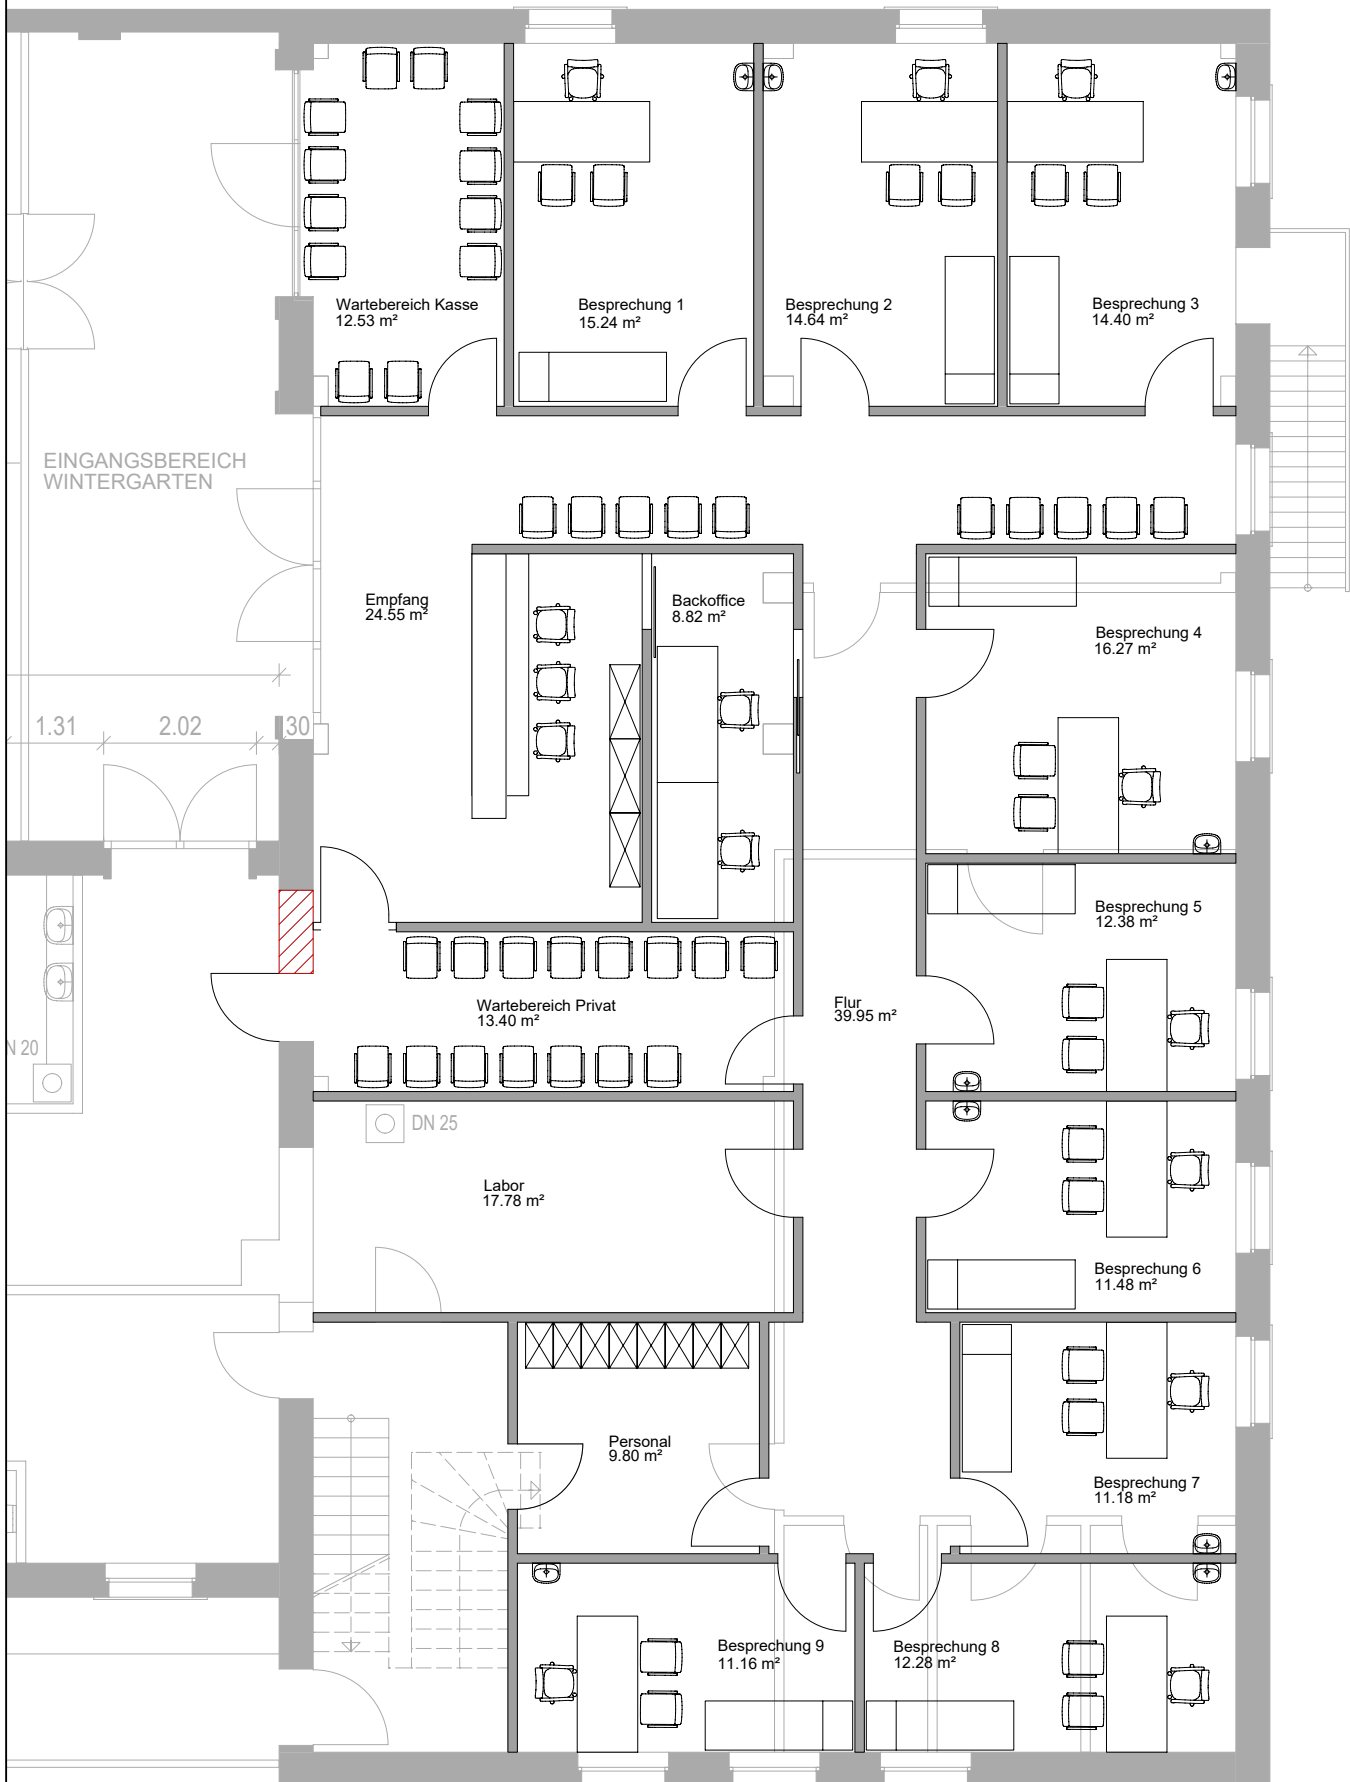 Wartebereich Kasse
12.53 m²
Besprechung 1
15.24 m²
Besprechung 2
14.64 m²
Besprechung 3
14.40 m²
EINGANGSBEREICH
WINTERGARTEN
Empfang
24.55 m²
Backoffice
8.82 m²
Besprechung 4
16.27 m²
1.31
2.02
30
Besprechung 5
12.38 m²
Wartebereich Privat
13.40 m²
Flur
39.95 m²
N 20
DN 25
Labor
17.78 m²
Besprechung 6
11.48 m²
Personal
9.80 m²
Besprechung 7
11.18 m²
Besprechung 9
11.16 m²
Besprechung 8
12.28 m²